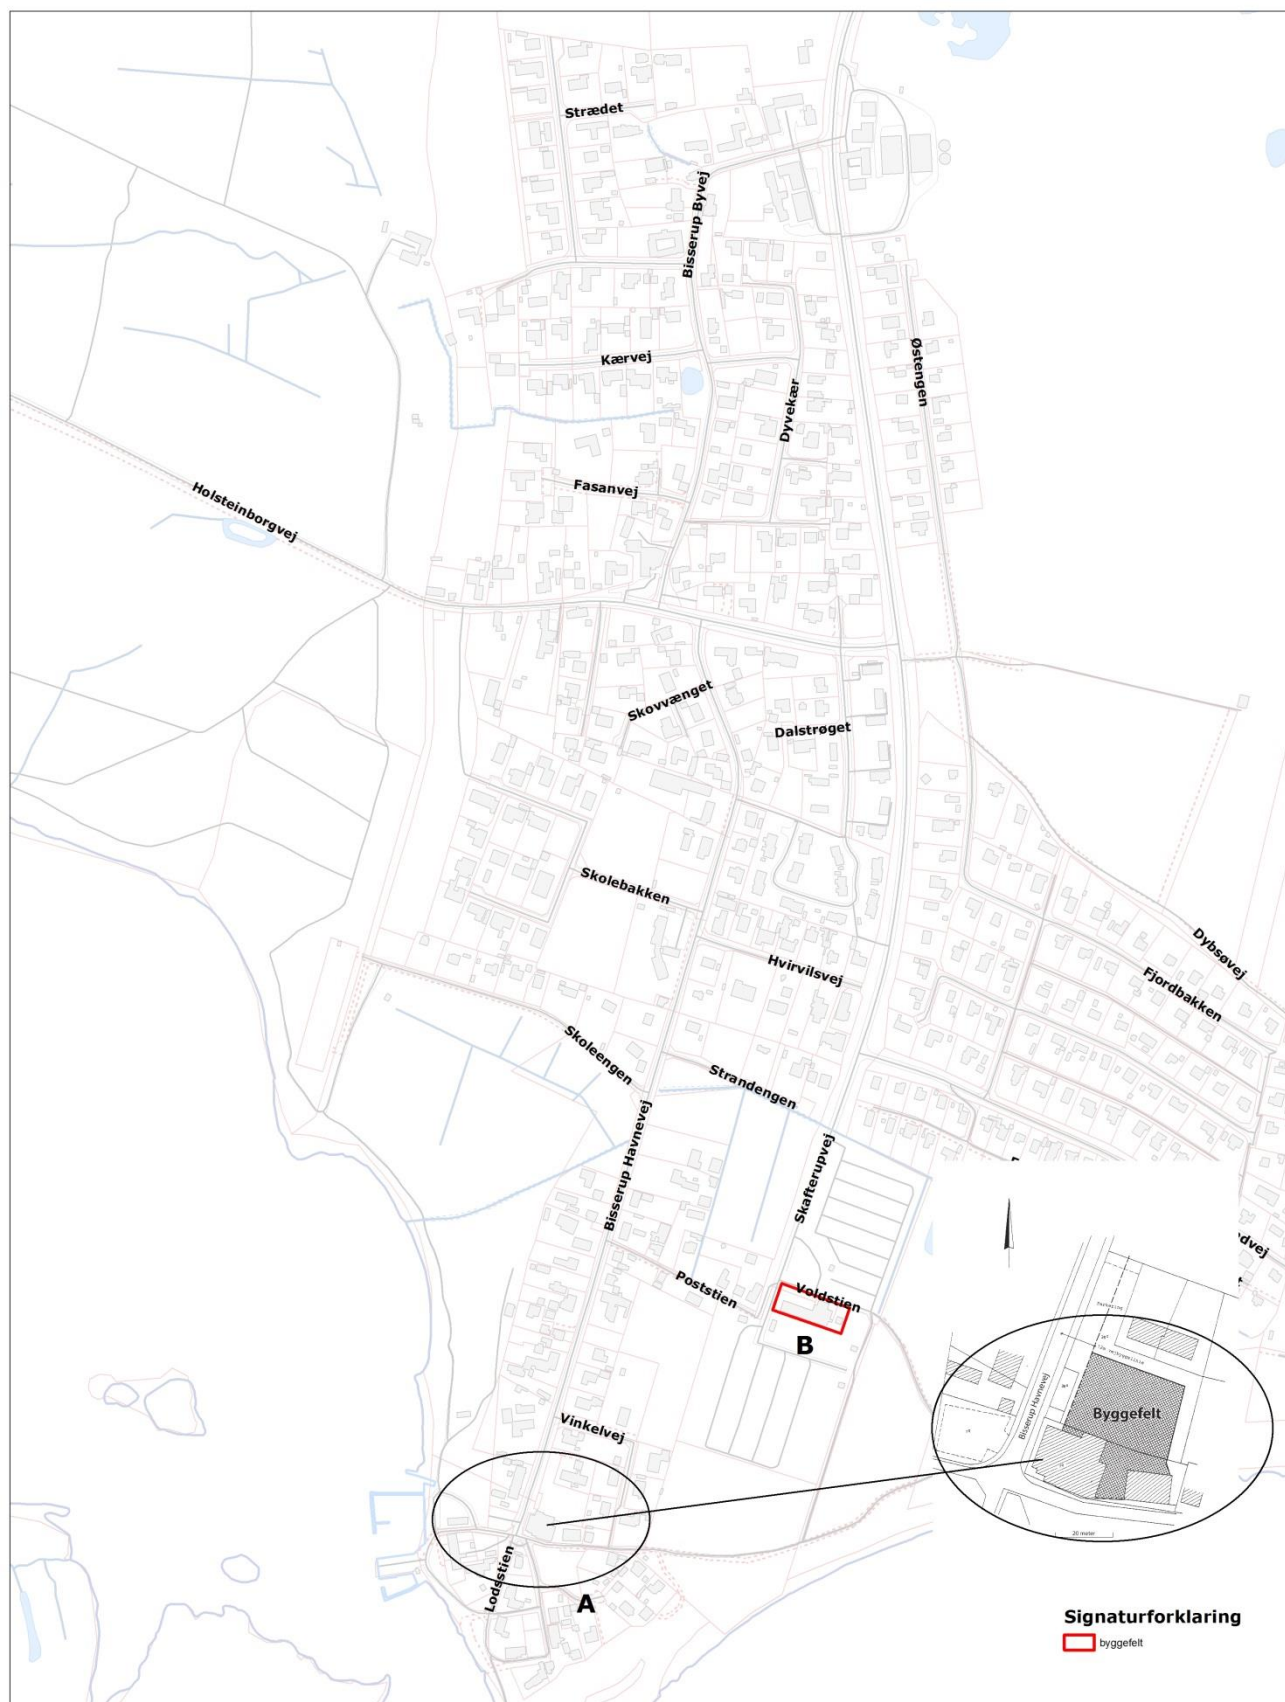 Strædet
Bisserup Byvej
Kærvej
Østengen
Dyvekær
Fasanvej
Holsteinborgvej
Skovvænget
Dalstrøget
Skolebakken
Hvirvilsvej
Dybsøvej
Fjordbakken
Skoleengen
Strandengen
Bisserup Havnevej
Skafterupvej
Poststien
Voldstien
B
Bisserup Havnevej
Byggefelt
20 meter
Vinkelvej
Lodsstien
A
Signaturforklaring
byggefelt